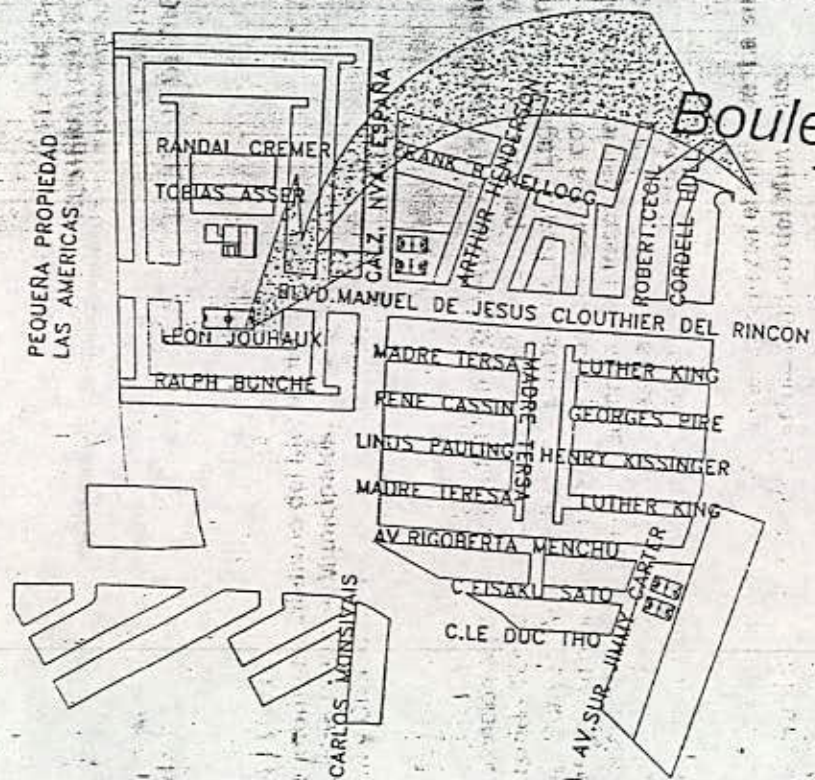 Boule
PEQUEÑA PROPIEDAD
LAS AMERICAS
RANDAL CREMER
TOBIAS ASSER
CALZ. NVA. ESPAÑA
FRANK B. KELLOGG
ARTHUR HENDERSON
ROBERT CECIL
CORDELL HULL
BLVD. MANUEL DE JESUS CLOUTHIER DEL RINCON
LEON JOUHAUX
RALPH BUNCHE
MADRE TERSA
MADRE TERSA
LUTHER KING
RENE CASSIN
GEORGES PIRE
LINUS PAULING
HENRY KISSINGER
MADRE TERESA
LUTHER KING
AV. RIGOBERTA MENCHU
C.EISAKU SATO
C.LE DUC THO
AV. SUR JIMMY CARTER
CARLOS MONSIVAIS